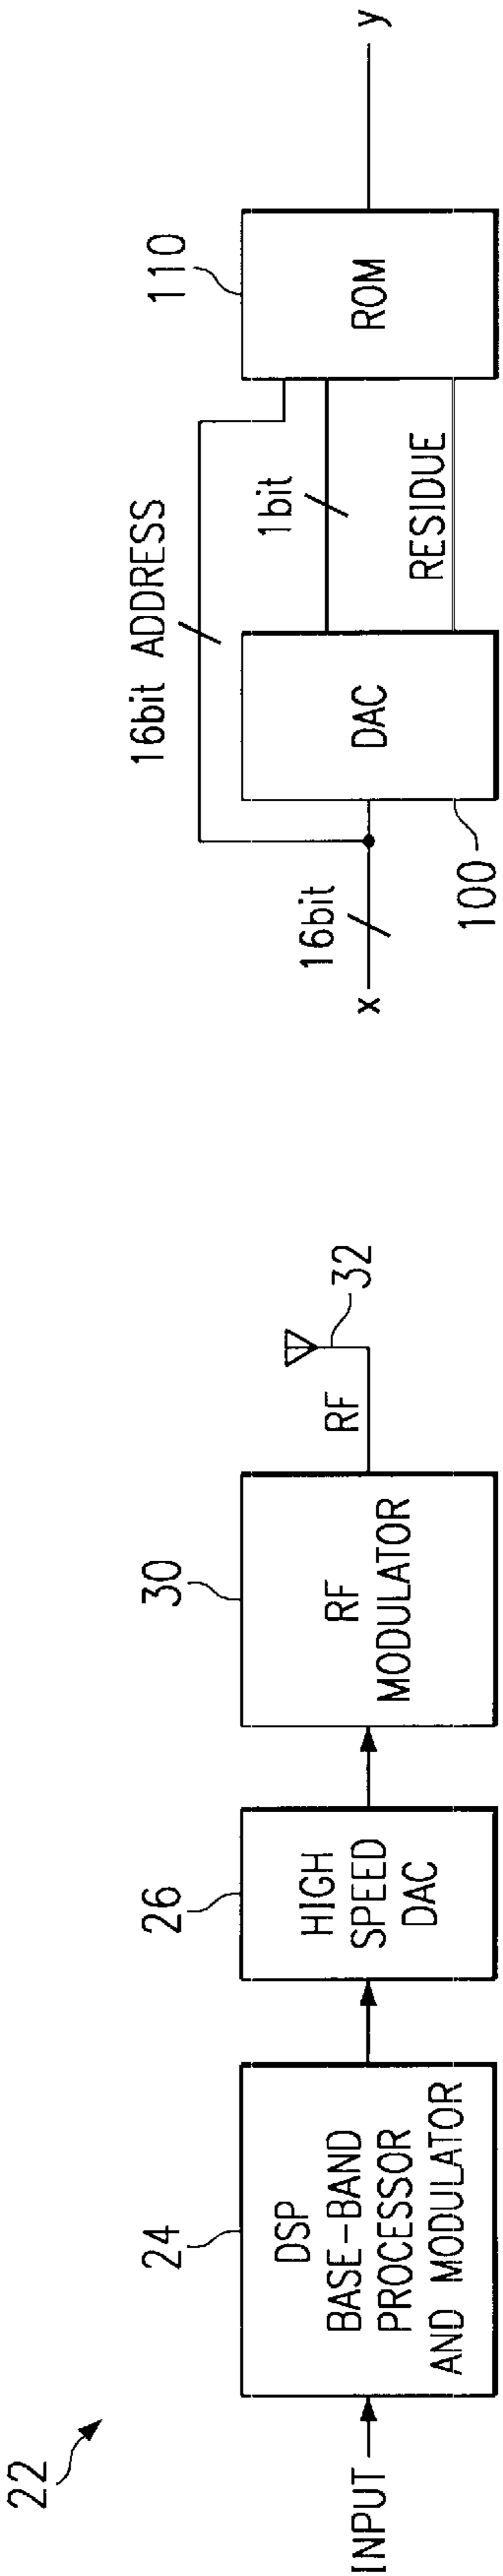 22
INPUT
24
DSP
BASE-BAND
PROCESSOR
AND MODULATOR
26
HIGH
SPEED
DAC
30
RF
MODULATOR
RF
32
x
16bit
16bit ADDRESS
100
DAC
1bit
RESIDUE
110
ROM
y